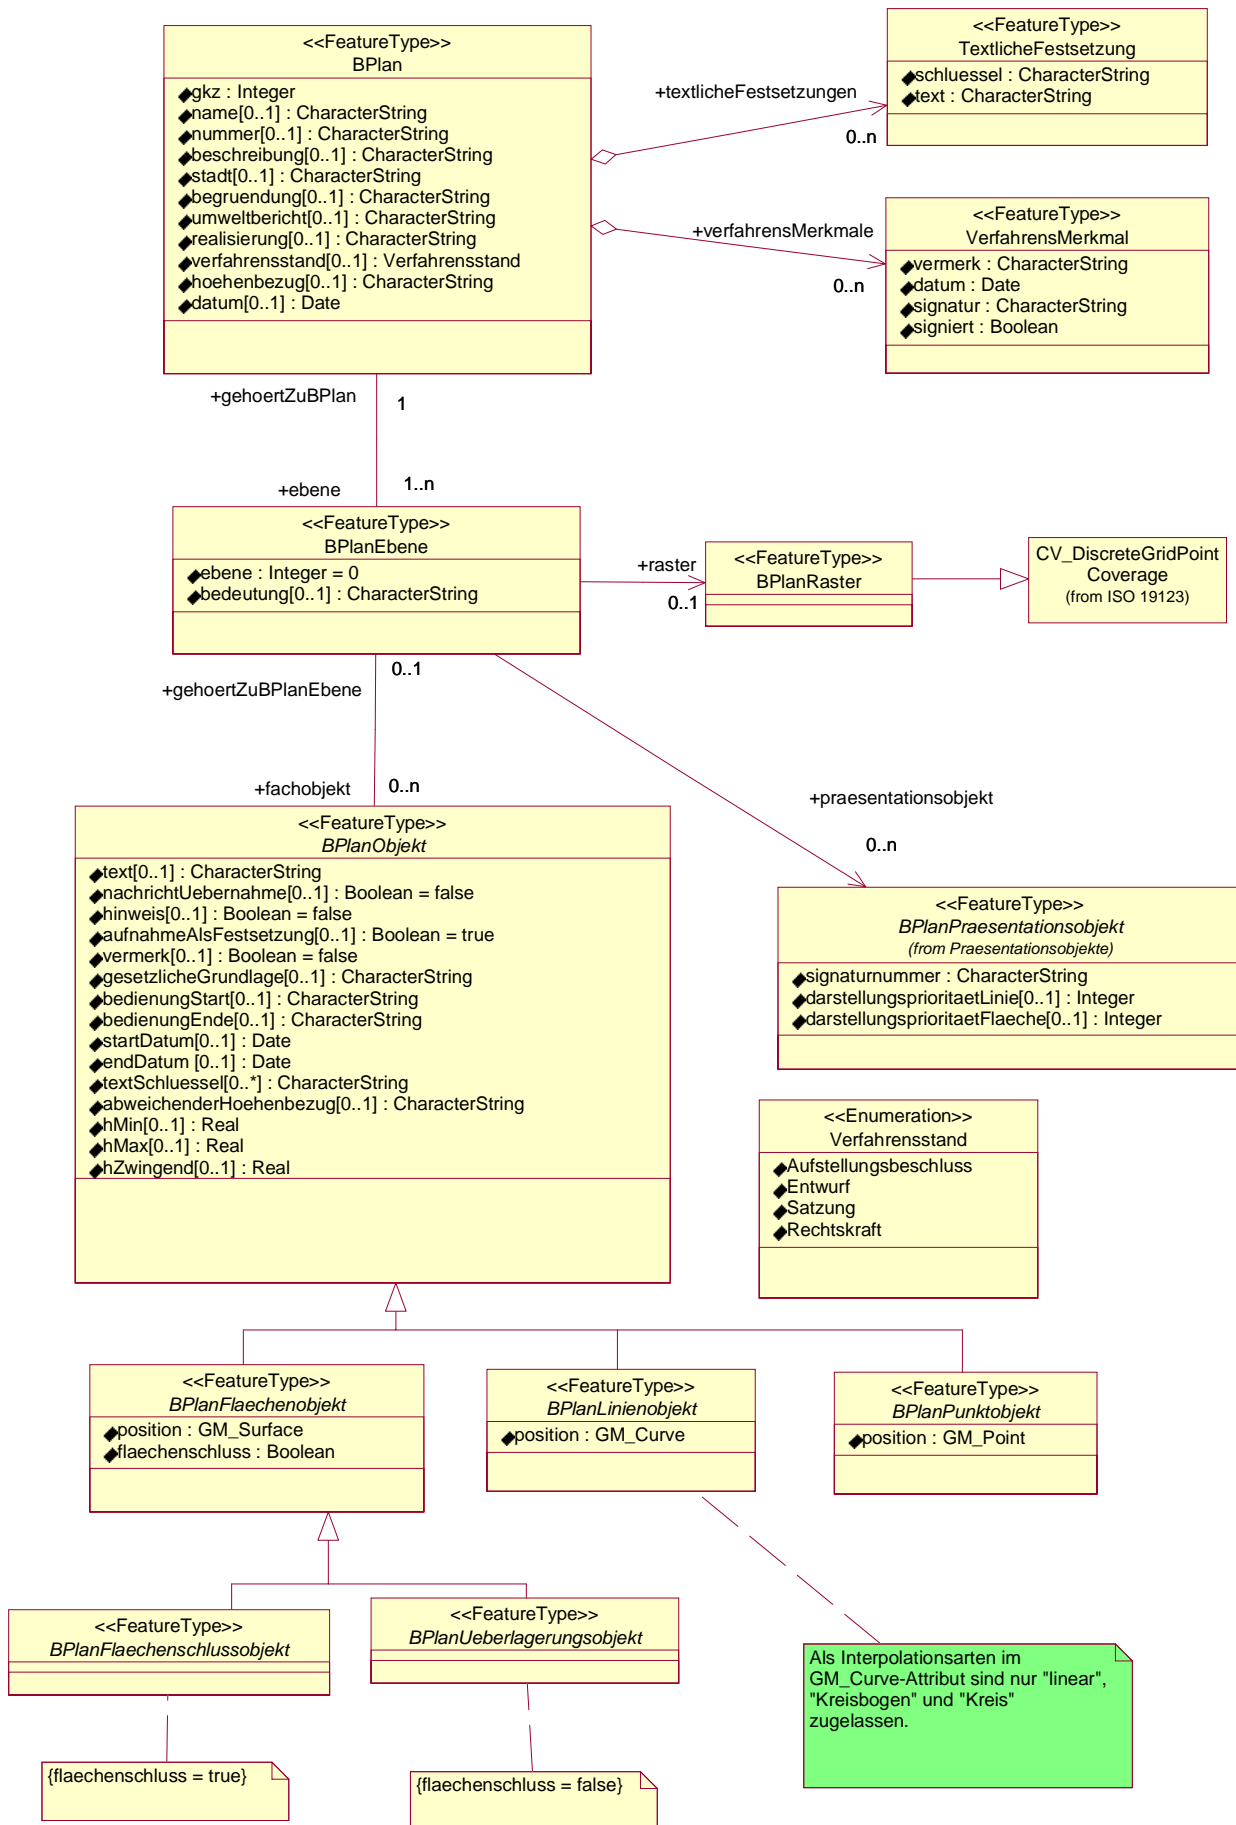 <<FeatureType>>
BPlan
gkz : Integer
name[0..1] : CharacterString
nummer[0..1] : CharacterString
beschreibung[0..1] : CharacterString
stadt[0..1] : CharacterString
begruendung[0..1] : CharacterString
umweltbericht[0..1] : CharacterString
realisierung[0..1] : CharacterString
verfahrensstand[0..1] : Verfahrensstand
hoehenbezug[0..1] : CharacterString
datum[0..1] : Date
+textlicheFestsetzungen
0..n
<<FeatureType>>
TextlicheFestsetzung
schluessel : CharacterString
text : CharacterString
+verfahrensMerkmale
0..n
<<FeatureType>>
VerfahrensMerkmal
vermerk : CharacterString
datum : Date
signatur : CharacterString
signiert : Boolean
+gehoertZuBPlan
1
+ebene
1..n
<<FeatureType>>
BPlanEbene
ebene : Integer = 0
bedeutung[0..1] : CharacterString
+raster
0..1
<<FeatureType>>
BPlanRaster
CV_DiscreteGridPoint
Coverage
(from ISO 19123)
0..1
+gehoertZuBPlanEbene
+fachobjekt
0..n
+praesentationsobjekt
0..n
<<FeatureType>>
BPlanObjekt
text[0..1] : CharacterString
nachrichtUebernahme[0..1] : Boolean = false
hinweis[0..1] : Boolean = false
aufnahmeAlsFestsetzung[0..1] : Boolean = true
vermerk[0..1] : Boolean = false
gesetzlicheGrundlage[0..1] : CharacterString
bedienungStart[0..1] : CharacterString
bedienungEnde[0..1] : CharacterString
startDatum[0..1] : Date
endDatum [0..1] : Date
textSchluessel[0..*] : CharacterString
abweichenderHoehenbezug[0..1] : CharacterString
hMin[0..1] : Real
hMax[0..1] : Real
hZwingend[0..1] : Real
<<FeatureType>>
BPlanPraesentationsobjekt
(from Praesentationsobjekte)
signaturnummer : CharacterString
darstellungsprioritaetLinie[0..1] : Integer
darstellungsprioritaetFlaeche[0..1] : Integer
<<Enumeration>>
Verfahrensstand
Aufstellungsbeschluss
Entwurf
Satzung
Rechtskraft
<<FeatureType>>
BPlanFlaechenobjekt
position : GM_Surface
flaechenschluss : Boolean
<<FeatureType>>
BPlanLinienobjekt
position : GM_Curve
<<FeatureType>>
BPlanPunktobjekt
position : GM_Point
<<FeatureType>>
BPlanFlaechenschlussobjekt
<<FeatureType>>
BPlanUeberlagerungsobjekt
Als Interpolationsarten im
GM_Curve-Attribut sind nur "linear",
"Kreisbogen" und "Kreis"
zugelassen.
{flaechenschluss = true}
{flaechenschluss = false}